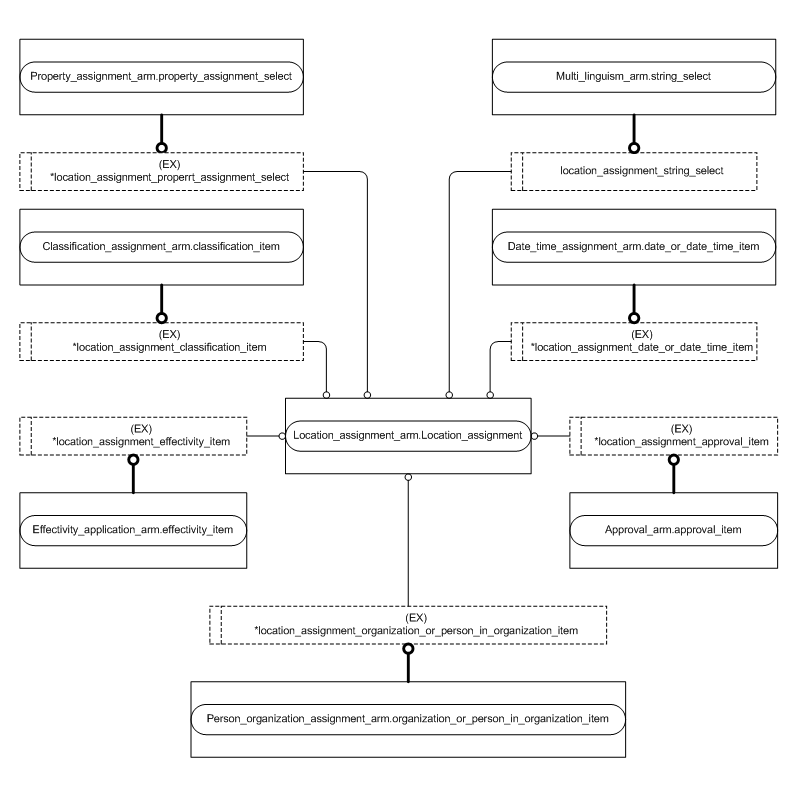 Property_assignment_arm.property_assignment_select
Multi_linguism_arm.string_select
(EX)
*location_assignment_properrt_assignment_select
location_assignment_string_select
Classification_assignment_arm.classification_item
Date_time_assignment_arm.date_or_date_time_item
(EX)
*location_assignment_classification_item
(EX)
*location_assignment_date_or_date_time_item
(EX)
*location_assignment_effectivity_item
Location_assignment_arm.Location_assignment
(EX)
*location_assignment_approval_item
Effectivity_application_arm.effectivity_item
Approval_arm.approval_item
(EX)
*location_assignment_organization_or_person_in_organization_item
Person_organization_assignment_arm.organization_or_person_in_organization_item